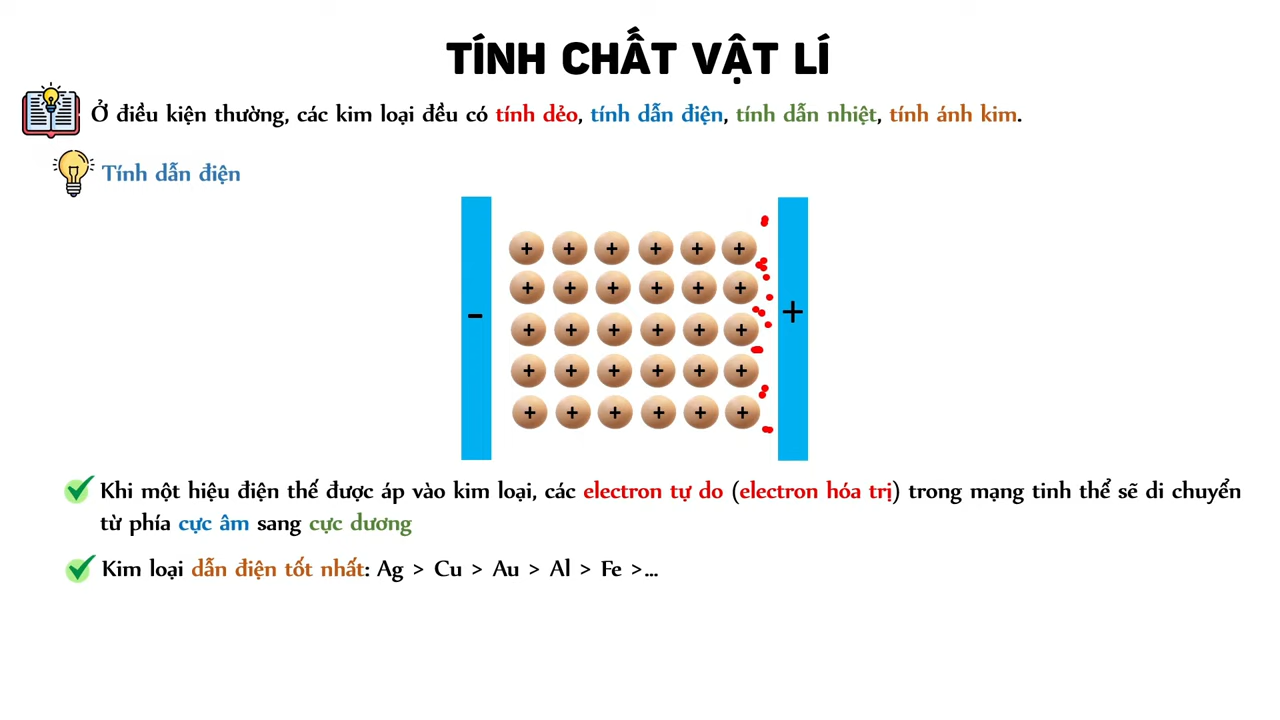 TÍNH CHẤT VẬT LÍ
Ở điều kiện thường, các kim loại đều có tính dẻo, tính dẫn điện, tính dẫn nhiệt, tính ánh kim.
Tính dẫn điện
+ + + + + +
+ + + + + +
- + + + + + + +
+ + + + + +
+ + + + + +
Khi một hiệu điện thế được áp vào kim loại, các electron tự do (electron hóa trị) trong mạng tinh thể sẽ di chuyển
từ phía cực âm sang cực dương
Kim loại dẫn điện tốt nhất: Ag > Cu > Au > Al > Fe >...